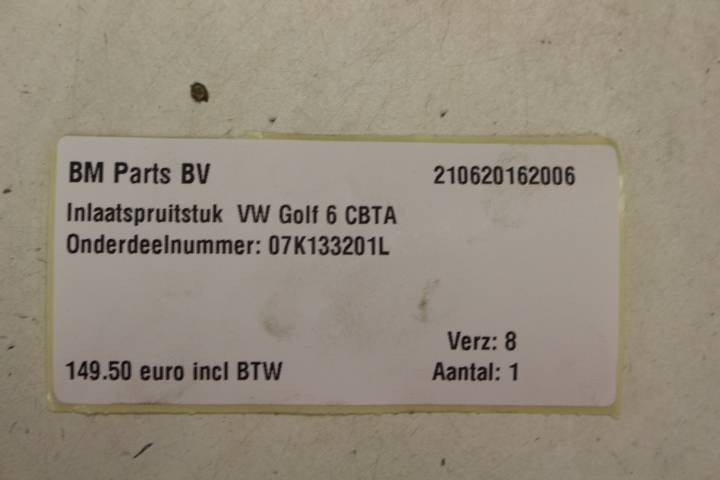 BM Parts BV 210620162006
Inlaatspruitstuk VW Golf 6 CBTA
Onderdeelnummer: 07K133201L
Verz: 8
149.50 euro incl BTW Aantal: 1